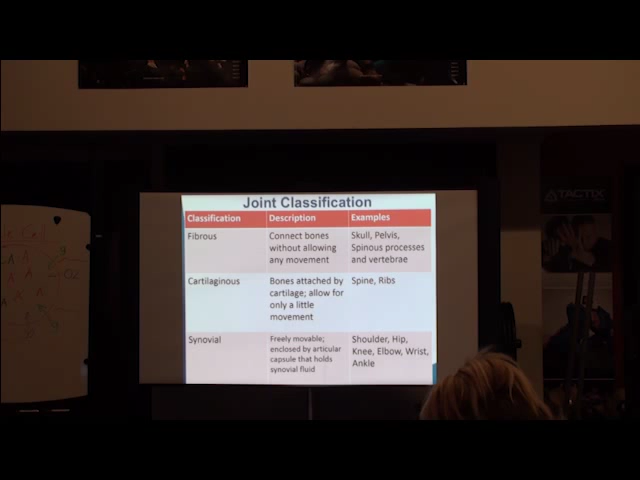 Joint Classification
Classification Description Examples
Fibrous Connect bones without allowing any movement Skull, Pelvis, Spinous processes and vertebrae
Cartilaginous Bones attached by cartilage; allow for only a little movement Spine, Ribs
Synovial Freely movable; enclosed by articular capsule that holds synovial fluid Shoulder, Hip, Knee, Elbow, Wrist, Ankle
TACTIX